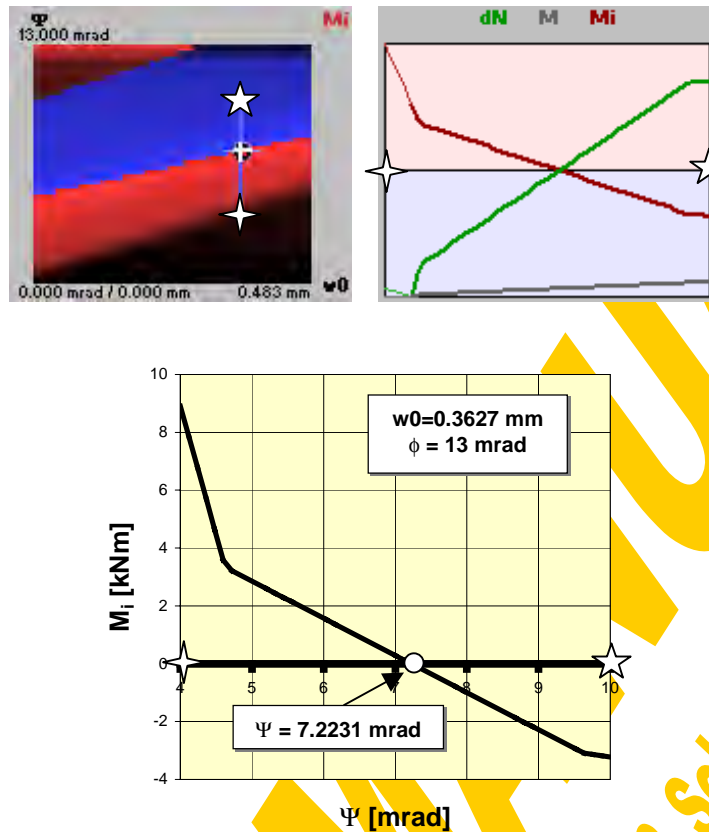 Ψ
13.000 mrad
Mi
0.000 mrad / 0.000 mm
0.483 mm
w0
dN M Mi
10
8
6
4
2
0
-2
-4
4 5 6 7 8 9 10
w0=0.3627 mm
ϕ = 13 mrad
Ψ = 7.2231 mrad
Mi [kNm]
Ψ [mrad]